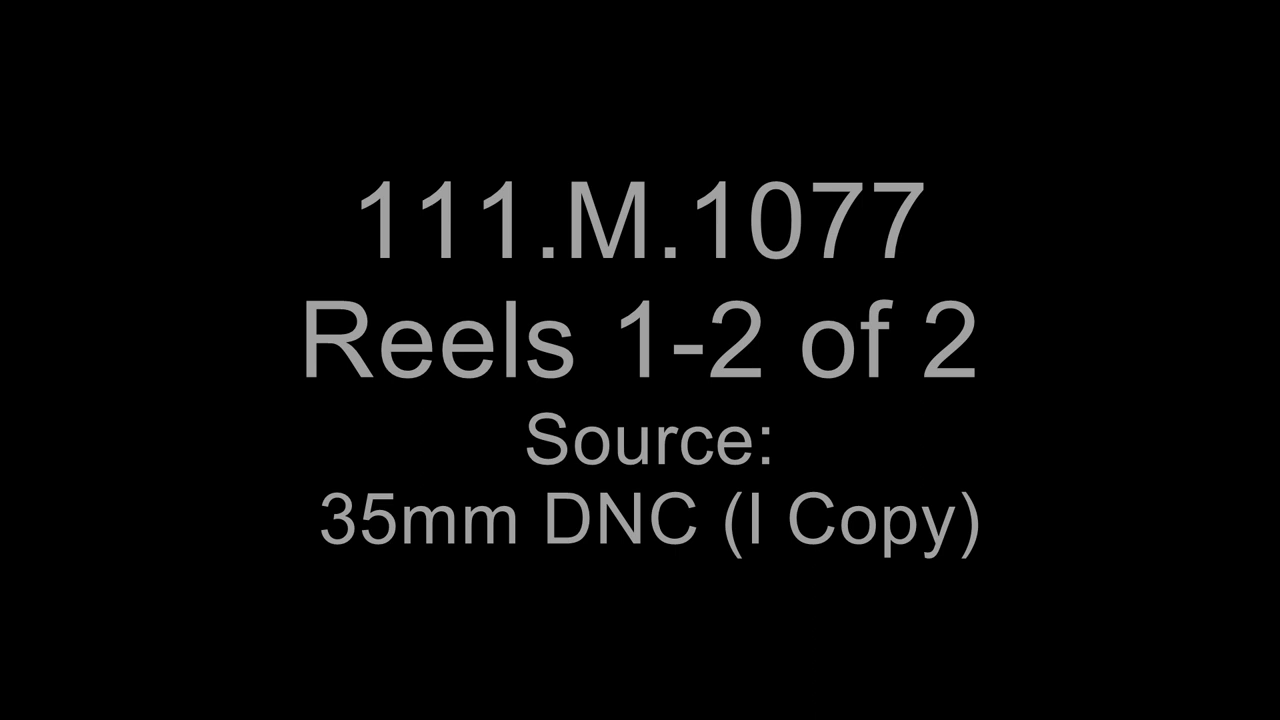 111.M.1077
Reels 1-2 of 2
Source:
35mm DNC (I Copy)